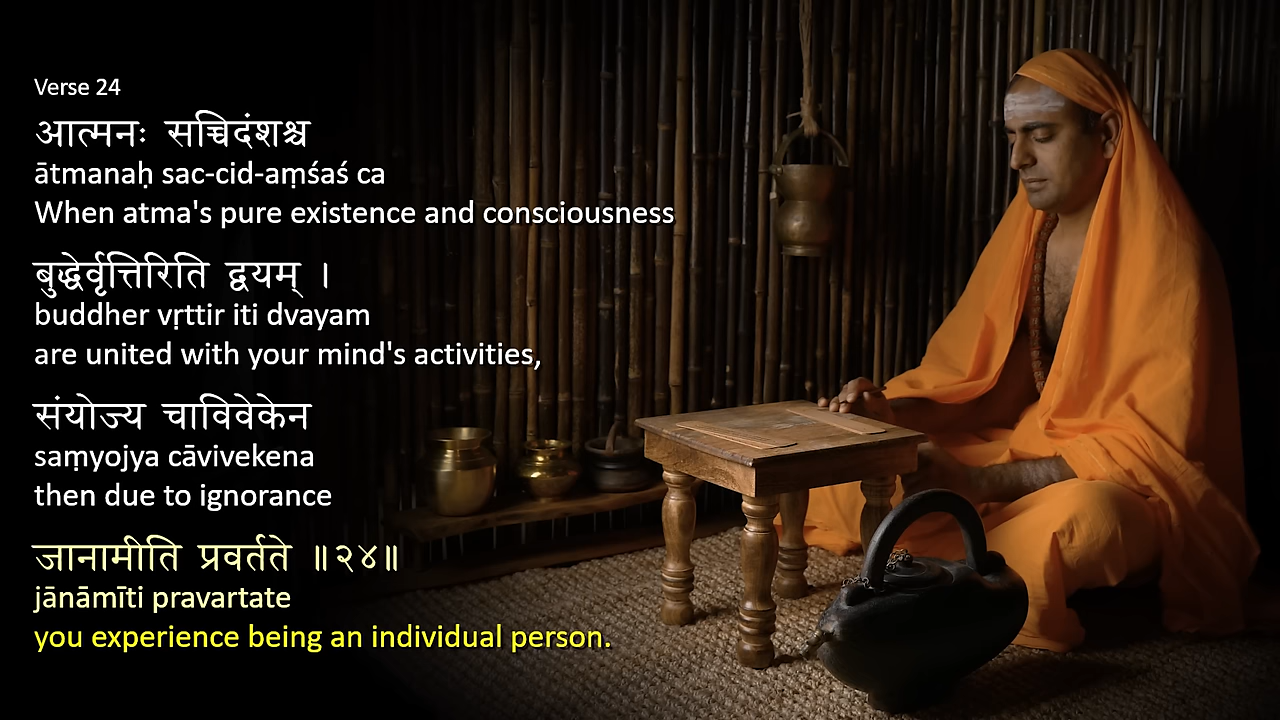 Verse 24
आत्मनः सच्चिदंशश्च
ātmanaḥ sac-cid-aṃśaś ca
When atma's pure existence and consciousness
बुद्धेर्वृत्तिरिति द्वयम् ।
buddher vṛttir iti dvayam
are united with your mind's activities,
संयोज्य चाविवेकेन
saṃyojya cāvivekena
then due to ignorance
जानामीति प्रवर्तते ॥२४॥
jānāmīti pravartate
you experience being an individual person.